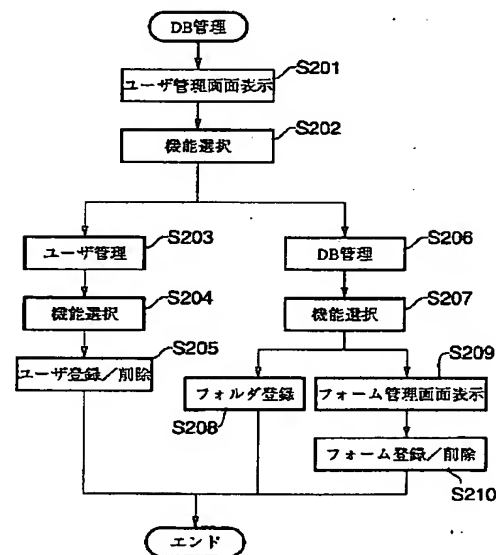 DB管理
S201
ユーザ管理画面表示
S202
機能選択
S203
ユーザ管理
S206
DB管理
S204
機能選択
S207
機能選択
S205
ユーザ登録/削除
S209
フォルダ登録
フォーム管理画面表示
S208
フォーム登録/削除
S210
エンド